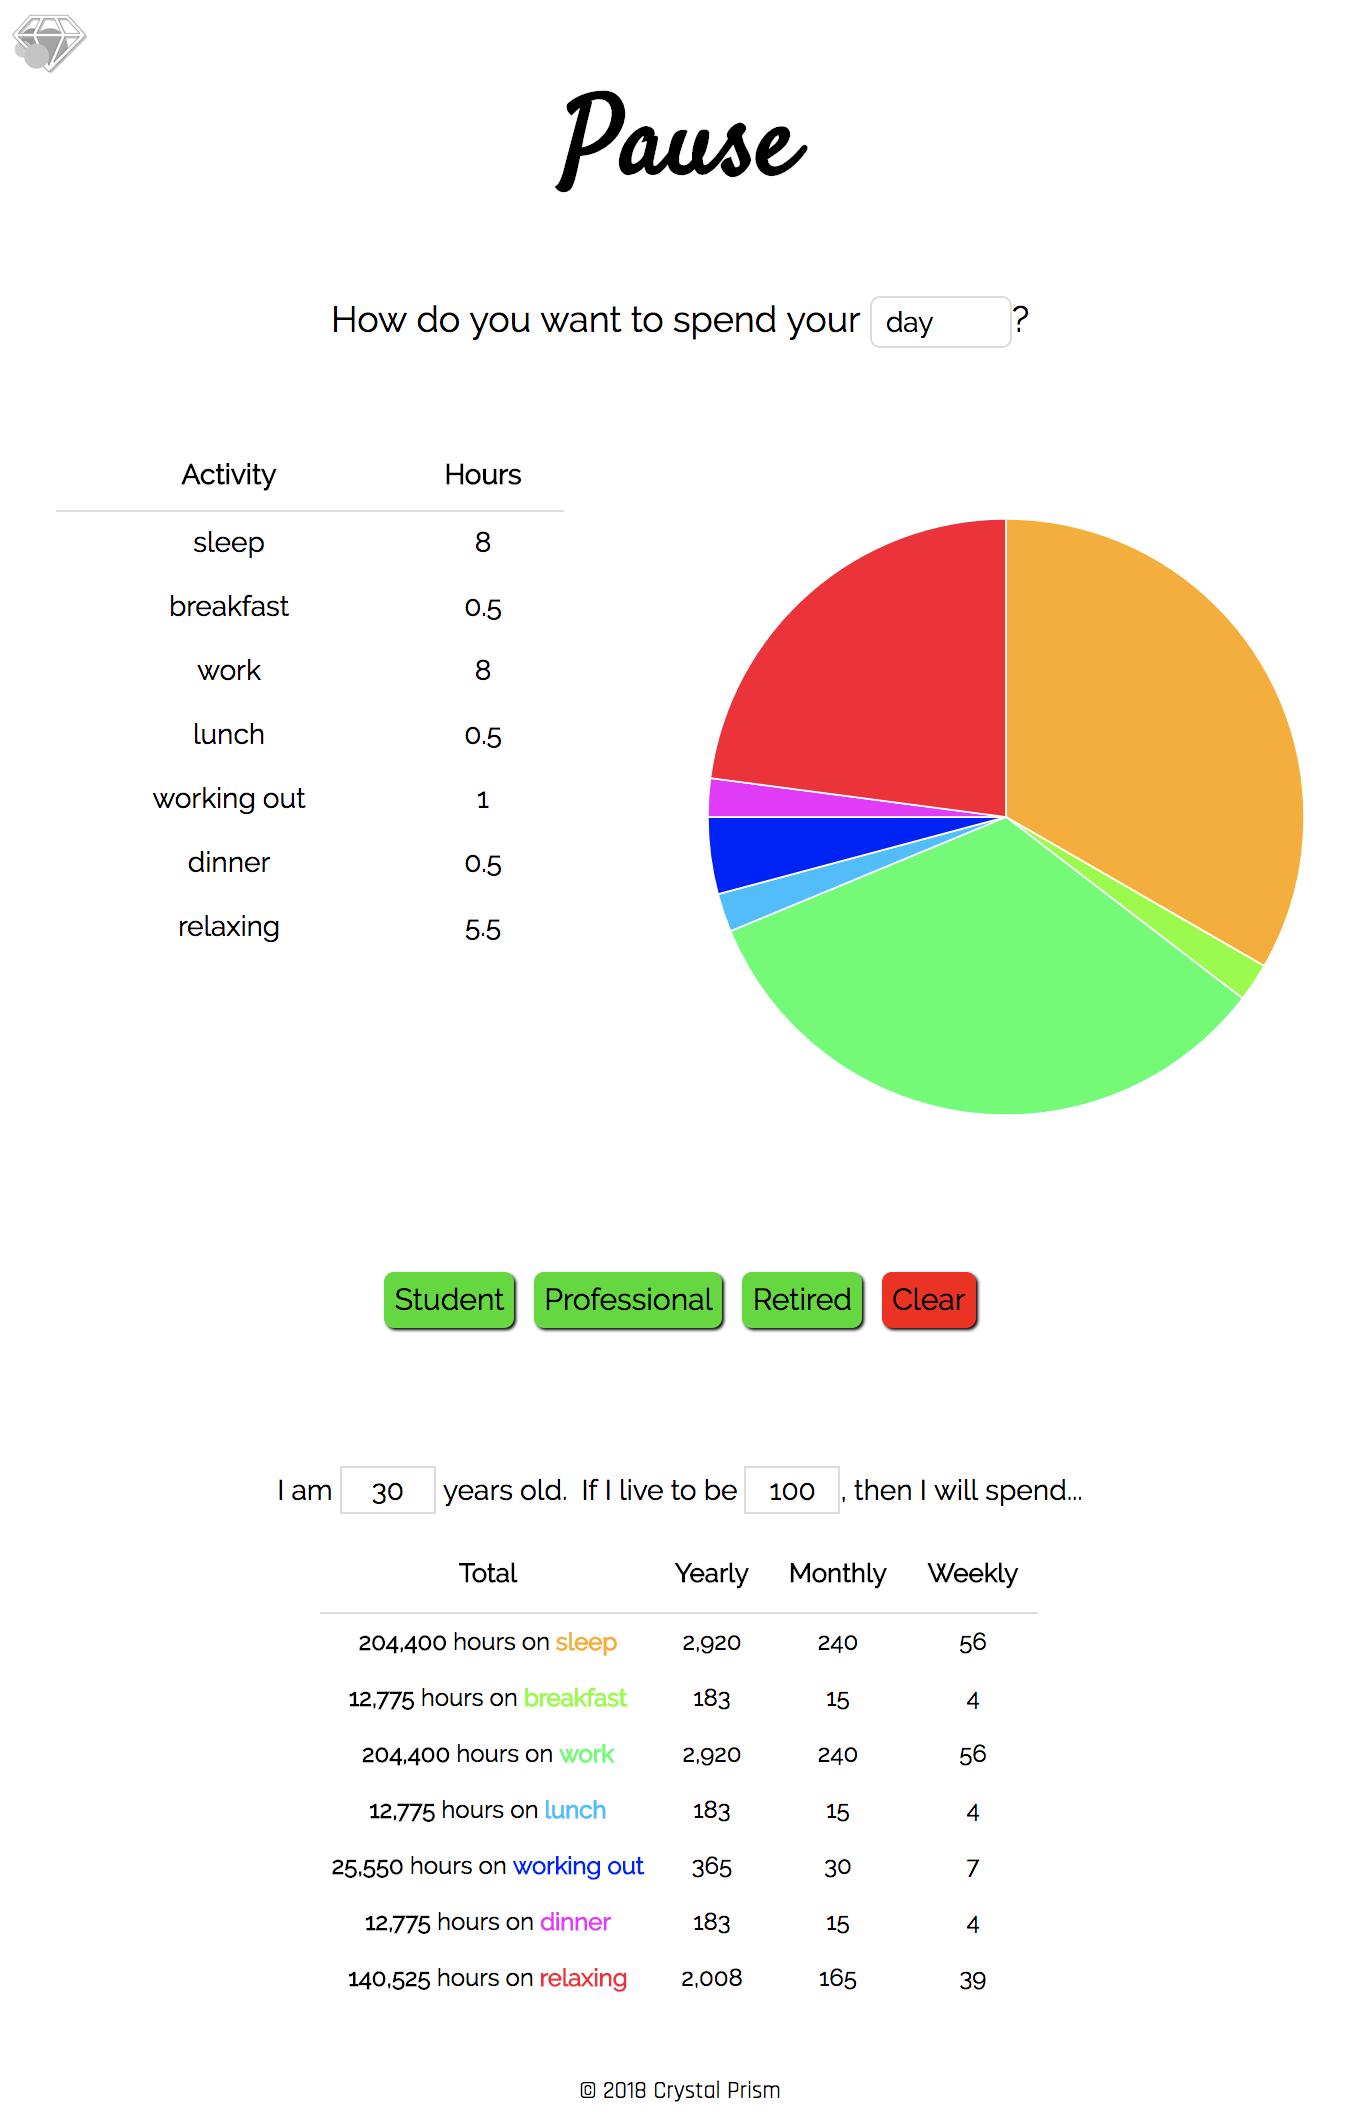 Pause
How do you want to spend your day ?
Activity Hours
sleep 8
breakfast 0.5
work 8
lunch 0.5
working out 1
dinner 0.5
relaxing 5.5
Student Professional Retired Clear
I am 30 years old. If I live to be 100 , then I will spend...
Total Yearly Monthly Weekly
204,400 hours on sleep 2,920 240 56
12,775 hours on breakfast 183 15 4
204,400 hours on work 2,920 240 56
12,775 hours on lunch 183 15 4
25,550 hours on working out 365 30 7
12,775 hours on dinner 183 15 4
140,525 hours on relaxing 2,008 165 39
© 2018 Crystal Prism